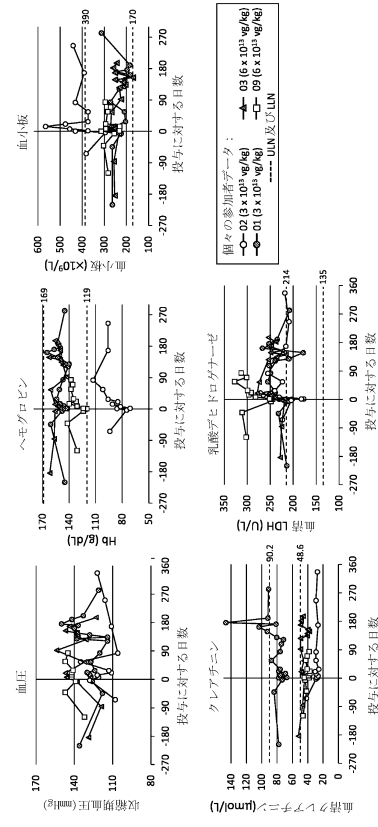 血圧
収縮期血圧(mmHg)
170
140
110
-270 -180 -90 0 90 180 270 360
投与に対する日数
ヘモグロビン
Hb (g/dL)
170
140
110
80
50
169
119
-270 -180 -90 0 90 180 270
投与に対する日数
血小板
血小板 (×10⁹/L)
600
500
400
300
200
100
390
170
-270 -180 -90 0 90 180 270
投与に対する日数
クレアチニン
血清クレアチニン(µmol/L)
140
120
100
80
60
40
20
0
90.2
48.6
-270 -180 -90 0 90 180 270 360
投与に対する日数
乳酸デヒドロゲナーゼ
血清 LDH (U/L)
350
300
250
200
150
100
214
135
-270 -180 -90 0 90 180 270 360
投与に対する日数
個々の参加者データ：
02 (3 x 10¹³ vg/kg) 03 (6 x 10¹³ vg/kg)
01 (3 x 10¹³ vg/kg) 09 (6 x 10¹³ vg/kg)
ULN 及び LLN